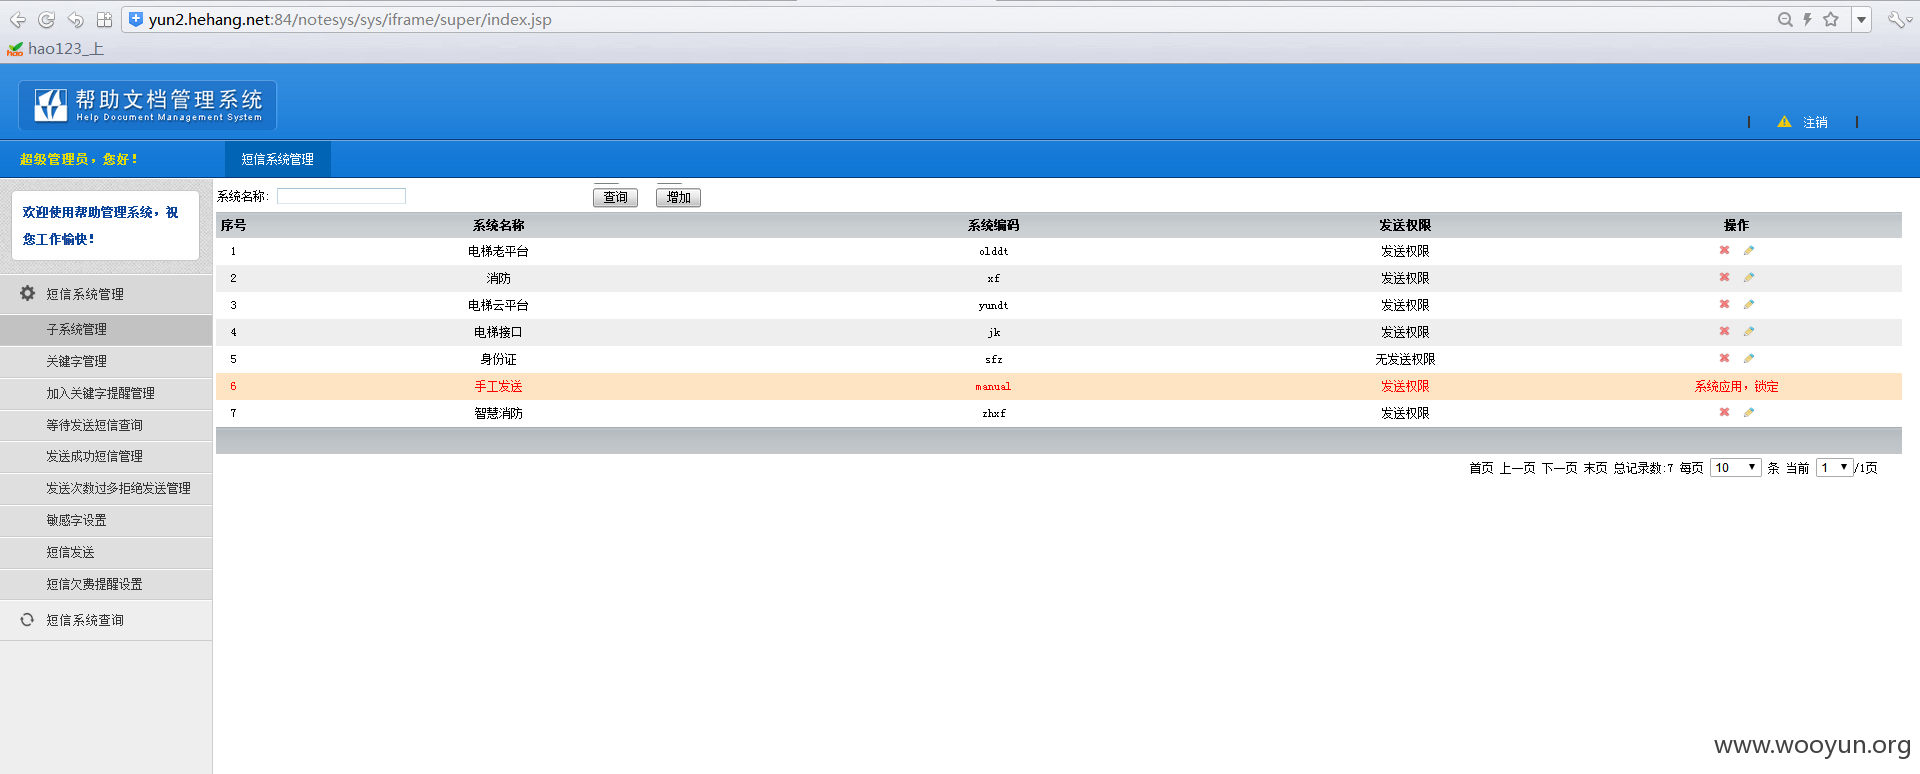 yun2.hehang.net:84/notesys/sys/iframe/super/index.jsp
hao123_上
帮助文档管理系统
Help Document Management System
注销
超级管理员，您好！
短信系统管理
欢迎使用帮助管理系统，祝
您工作愉快！
短信系统管理
子系统管理
关键字管理
加入关键字提醒管理
等待发送短信查询
发送成功短信管理
发送次数过多拒绝发送管理
敏感字设置
短信发送
短信欠费提醒设置
短信系统查询
系统名称： 查询 增加
序号 系统名称 系统编码 发送权限 操作
1 电梯老平台 olddt 发送权限
2 消防 xf 发送权限
3 电梯云平台 yundt 发送权限
4 电梯接口 jk 发送权限
5 身份证 sfz 无发送权限
6 手工发送 manual 发送权限 系统应用，锁定
7 智慧消防 zhxf 发送权限
首页 上一页 下一页 末页 总记录数:7 每页 10 条 当前 1 /1页
www.wooyun.org